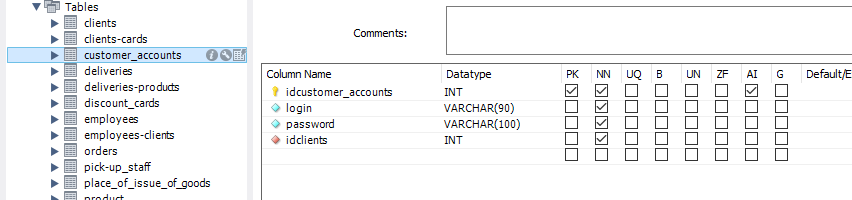 Tables
clients
clients-cards
customer_accounts
deliveries
deliveries-products
discount_cards
employees
employees-clients
orders
pick-up_staff
place_of_issue_of_goods
Comments:
Column Name Datatype PK NN UQ B UN ZF AI G Default/E
idcustomer_accounts INT
login VARCHAR(90)
password VARCHAR(100)
idclients INT